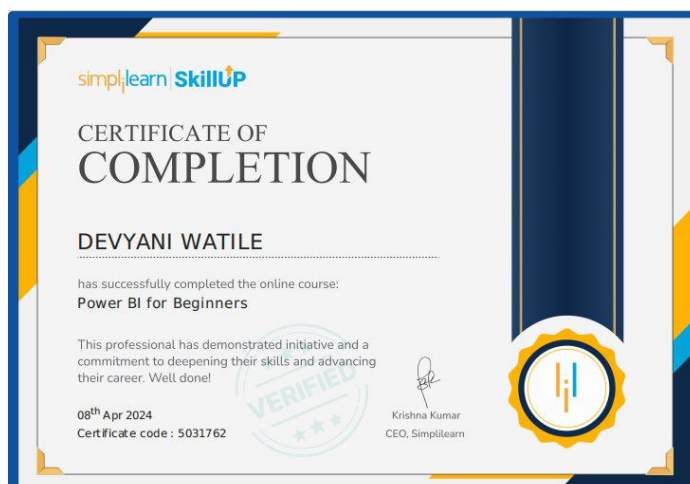 simplilearn | SkillUP
CERTIFICATE OF
COMPLETION
DEVYANI WATILE
has successfully completed the online course:
Power BI for Beginners
This professional has demonstrated initiative and a
commitment to deepening their skills and advancing
their career. Well done!
VERIFIED
08th Apr 2024
Certificate code : 5031762
Krishna Kumar
CEO, Simplilearn